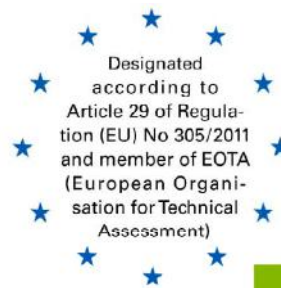 Designated
according to
Article 29 of Regula-
tion (EU) No 305/2011
and member of EOTA
(European Organi-
sation for Technical
Assessment)